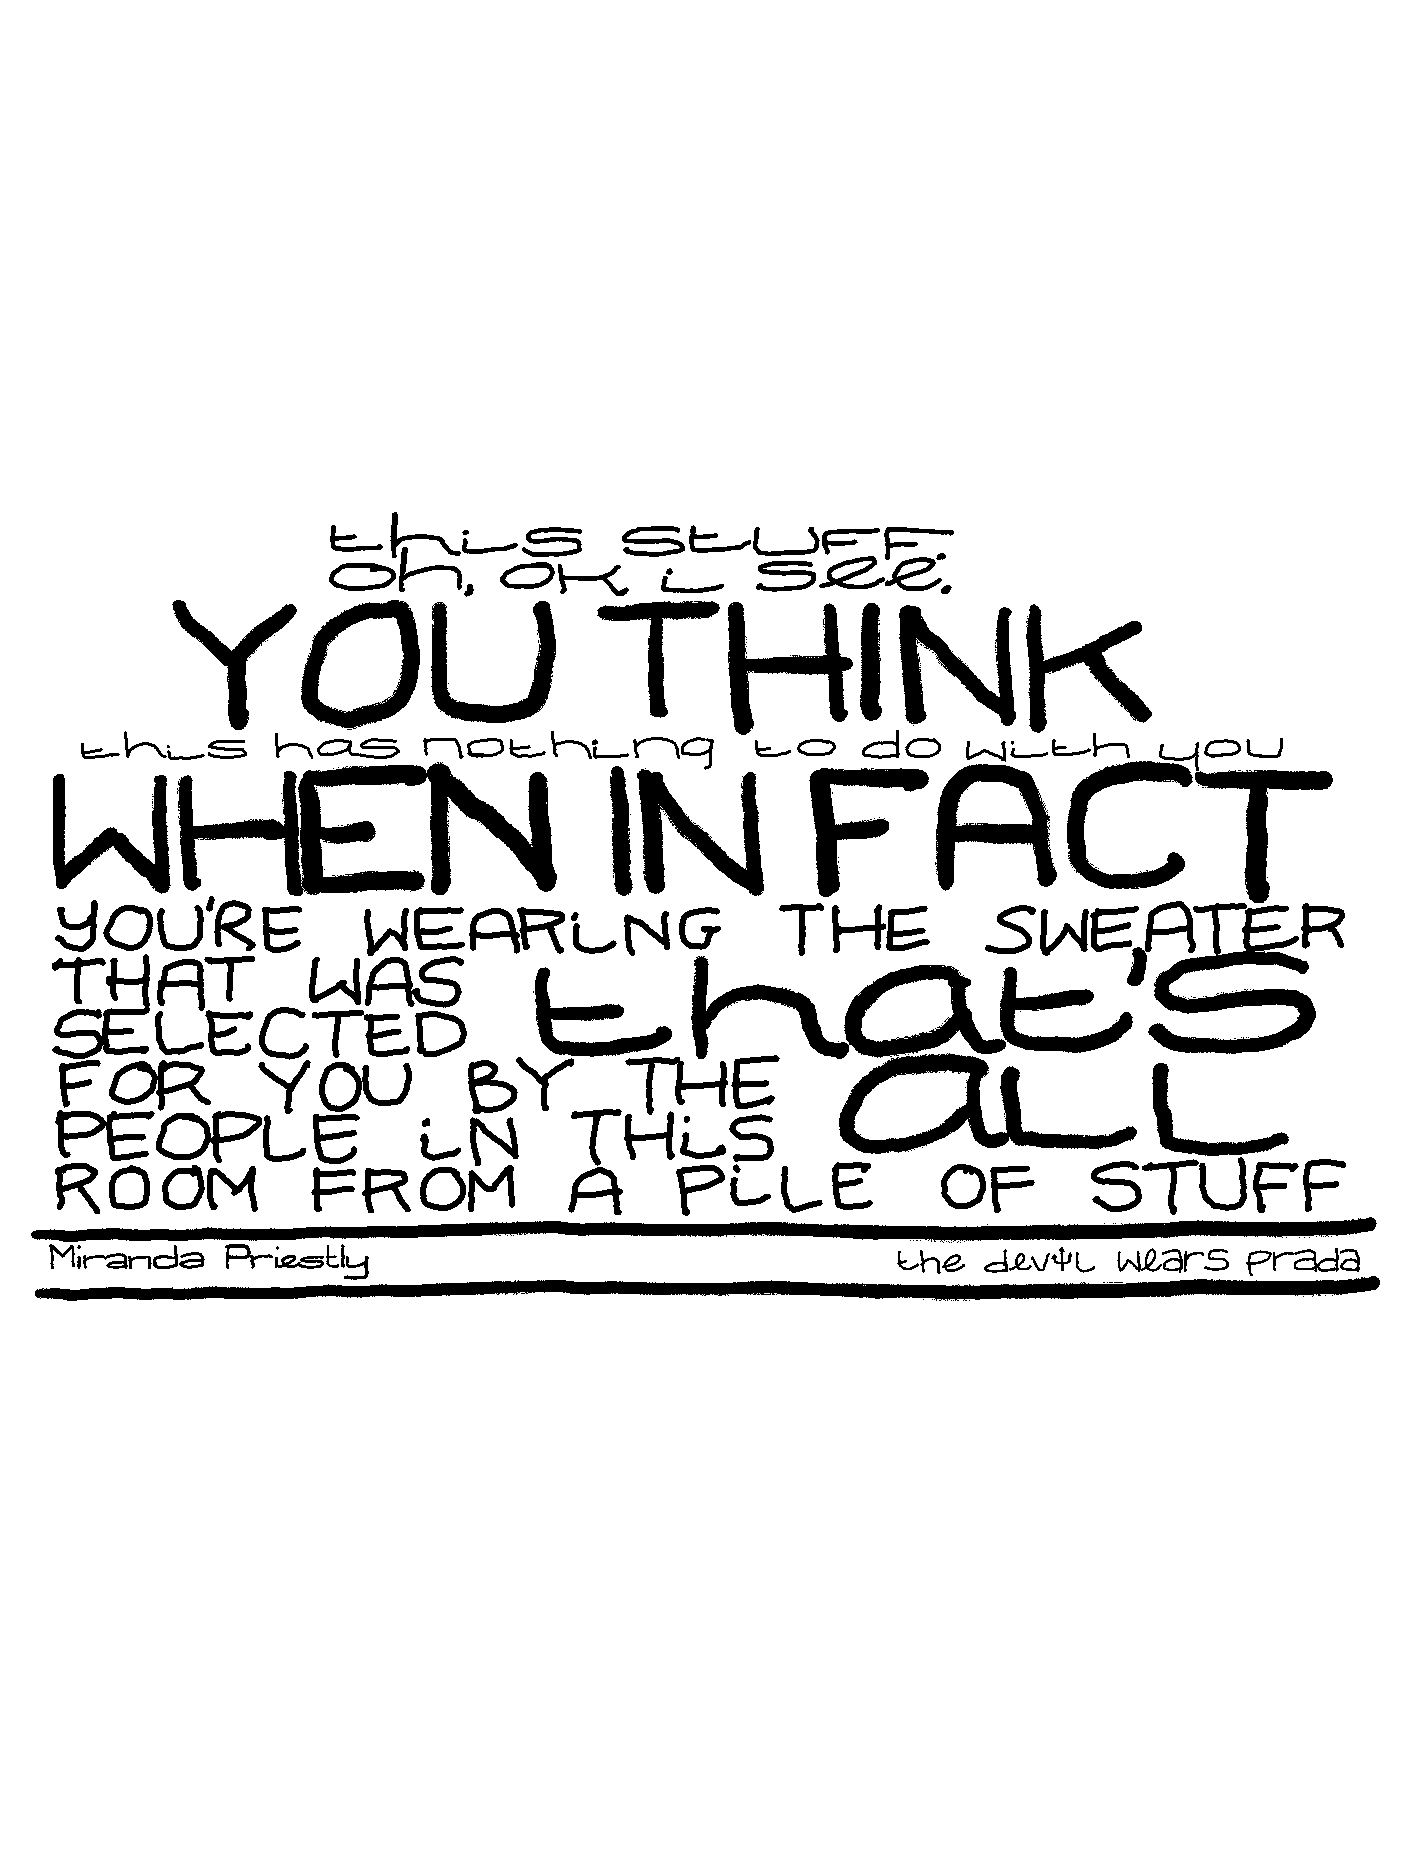 this stuff.
oh, ok i see.
YOU THINK
this has nothing to do with you
WHEN IN FACT
YOU'RE WEARiNG THE SWEATER
THAT WAS
SELECTED
that's
FOR YOU BY THE
PEOPLE iN THiS
all
ROOM FROM A PiLE OF STUFF
Miranda Priestly the devil wears prada